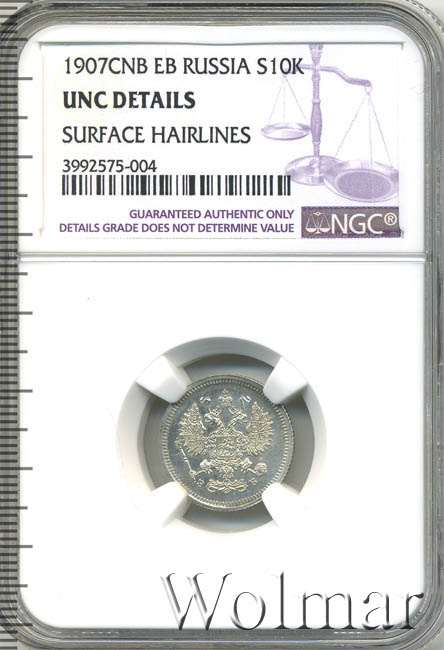 1907CNB EB RUSSIA S10K
UNC DETAILS
SURFACE HAIRLINES
3992575-004
GUARANTEED AUTHENTIC ONLY
DETAILS GRADE DOES NOT DETERMINE VALUE
NGC®
Э Б
Wolmar